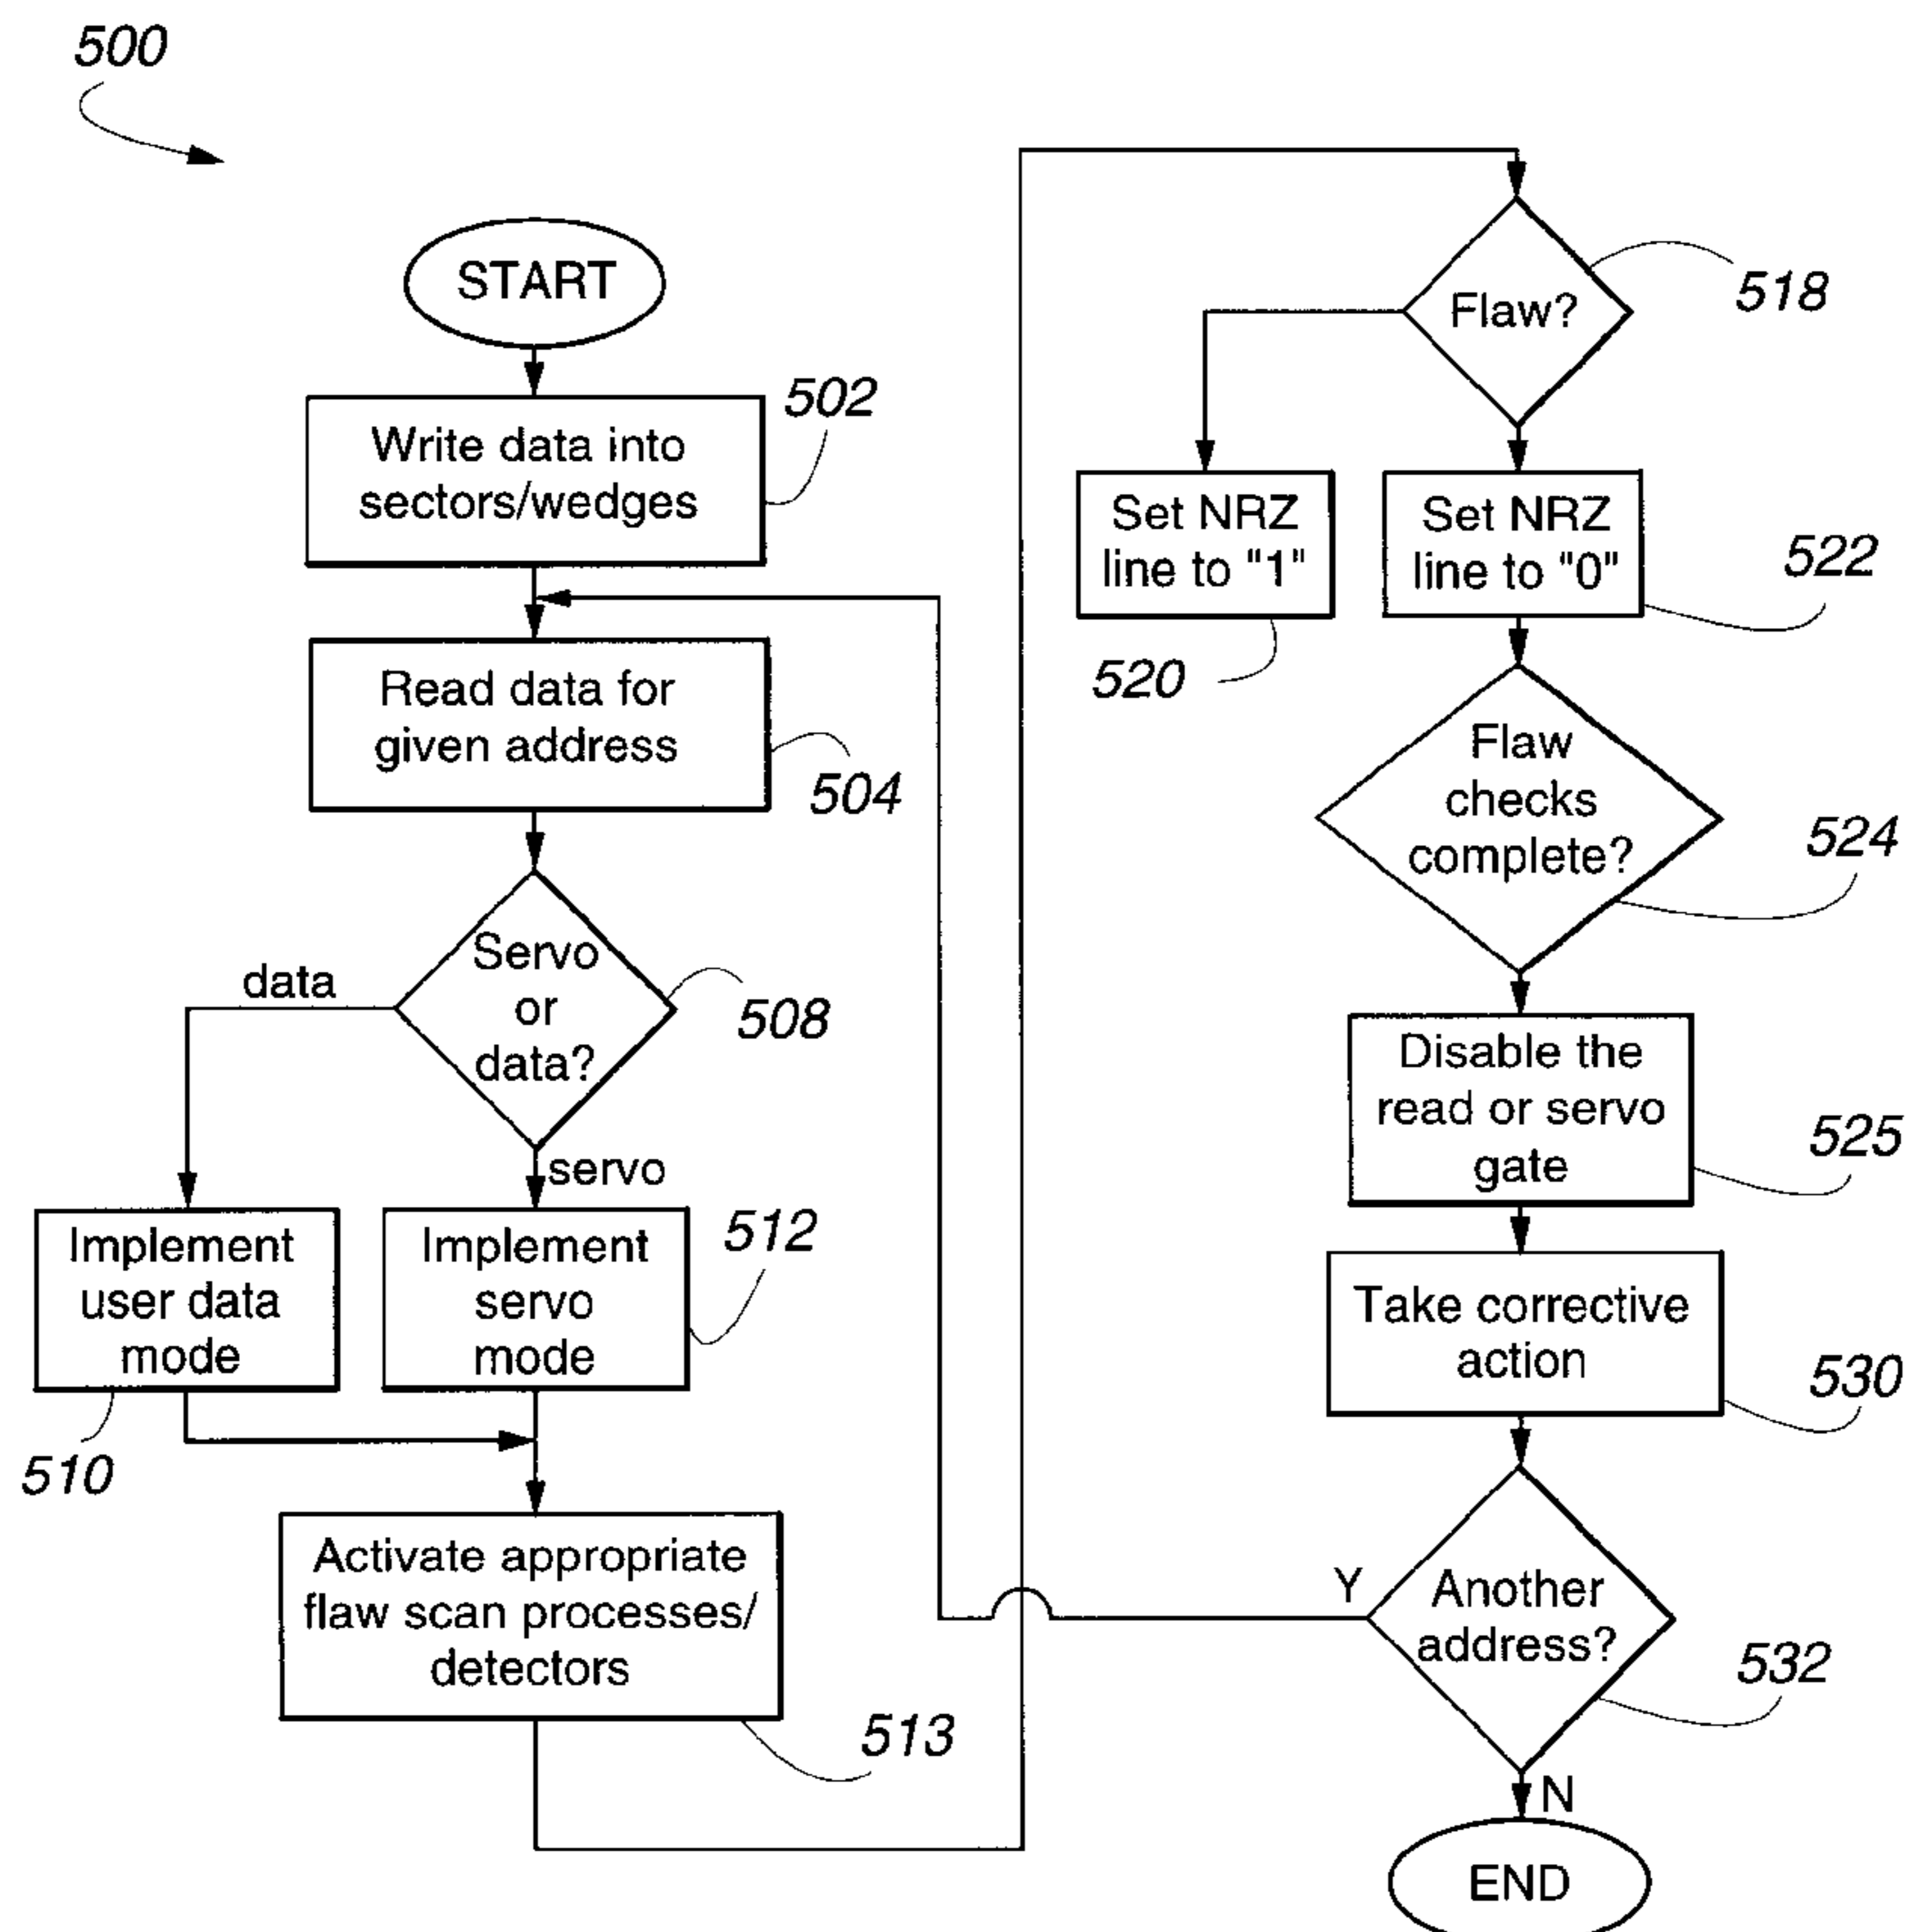 500
START
Write data into
sectors/wedges
502
Read data for
given address
504
Servo
or
data?
508
data
servo
Implement
user data
mode
510
Implement
servo
mode
512
Activate appropriate
flaw scan processes/
detectors
513
Flaw?
518
Set NRZ
line to "1"
520
Set NRZ
line to "0"
522
Flaw
checks
complete?
524
Disable the
read or servo
gate
525
Take corrective
action
530
Another
address?
532
Y
N
END